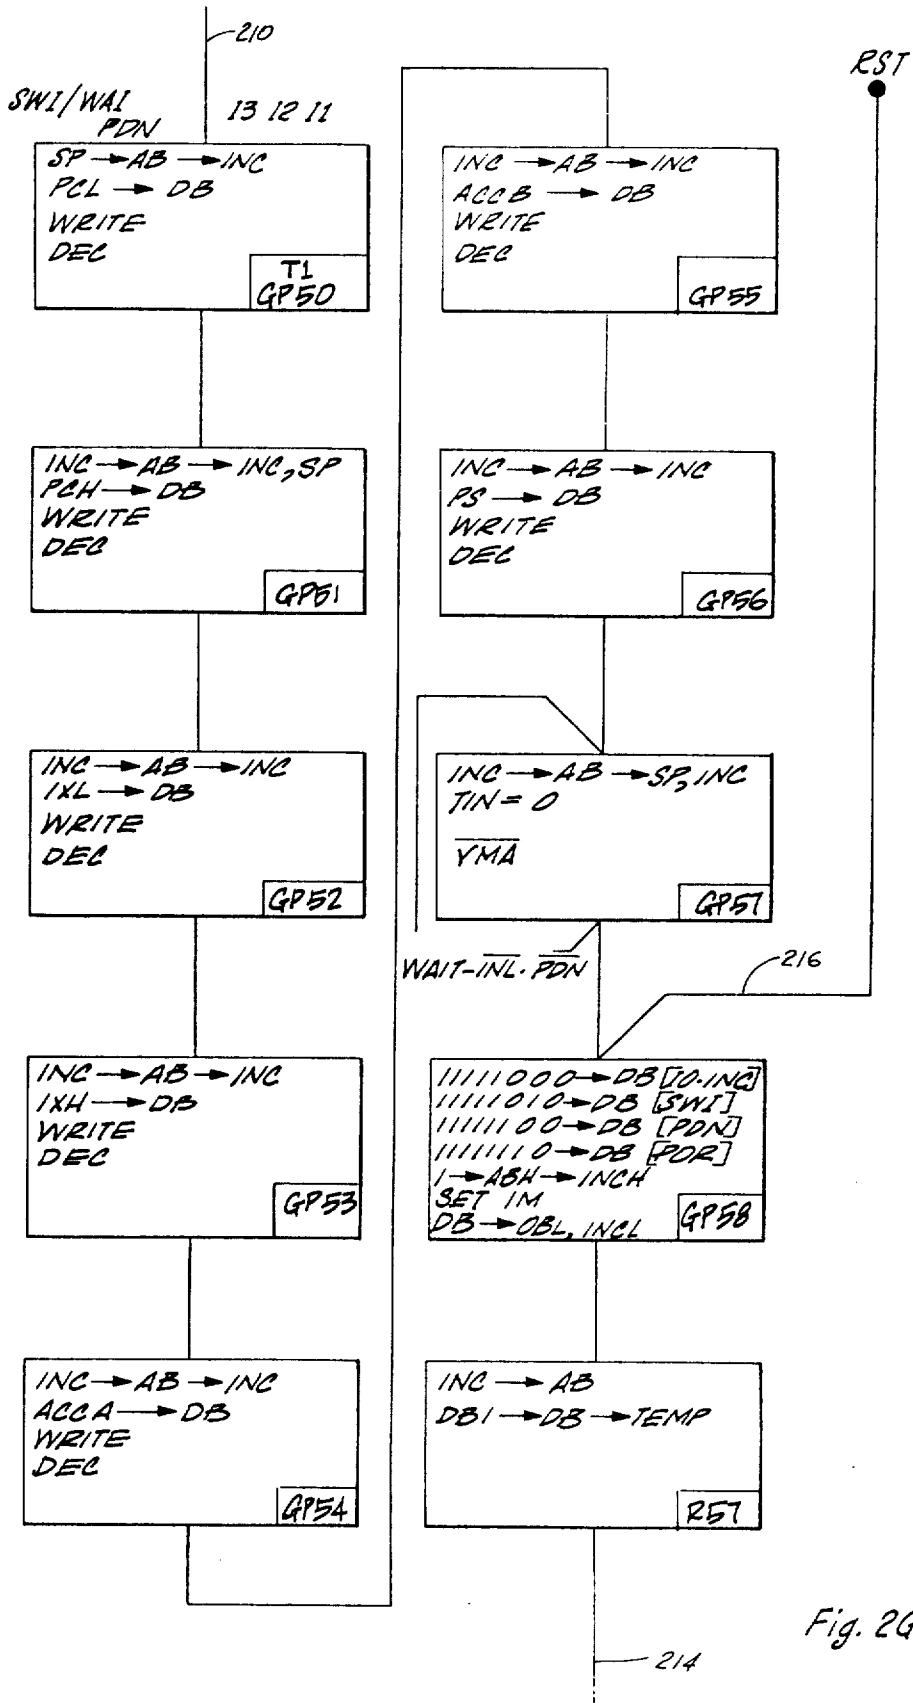 210
SWI/WAI
PDN
13 12 11
SP → AB → INC
PCL → DB
WRITE
DEC
T1
GP50
INC → AB → INC, SP
PCH → DB
WRITE
DEC
GP51
INC → AB → INC
IXL → DB
WRITE
DEC
GP52
INC → AB → INC
IXH → DB
WRITE
DEC
GP53
INC → AB → INC
ACCA → DB
WRITE
DEC
GP54
INC → AB → INC
ACCB → DB
WRITE
DEC
GP55
INC → AB → INC
PS → DB
WRITE
DEC
GP56
INC → AB → SP, INC
TIN = 0
V̅M̅A̅
GP57
WAIT-I̅N̅L̅·P̅D̅N̅
RST
216
11111000 → DB [IO·INC]
11111010 → DB [SWI]
11111100 → DB [PDN]
11111110 → DB [POR]
1 → ABH → INCH
SET IM
DB → OBL, INCL
GP58
INC → AB
DBI → DB → TEMP
R57
214
Fig. 2G